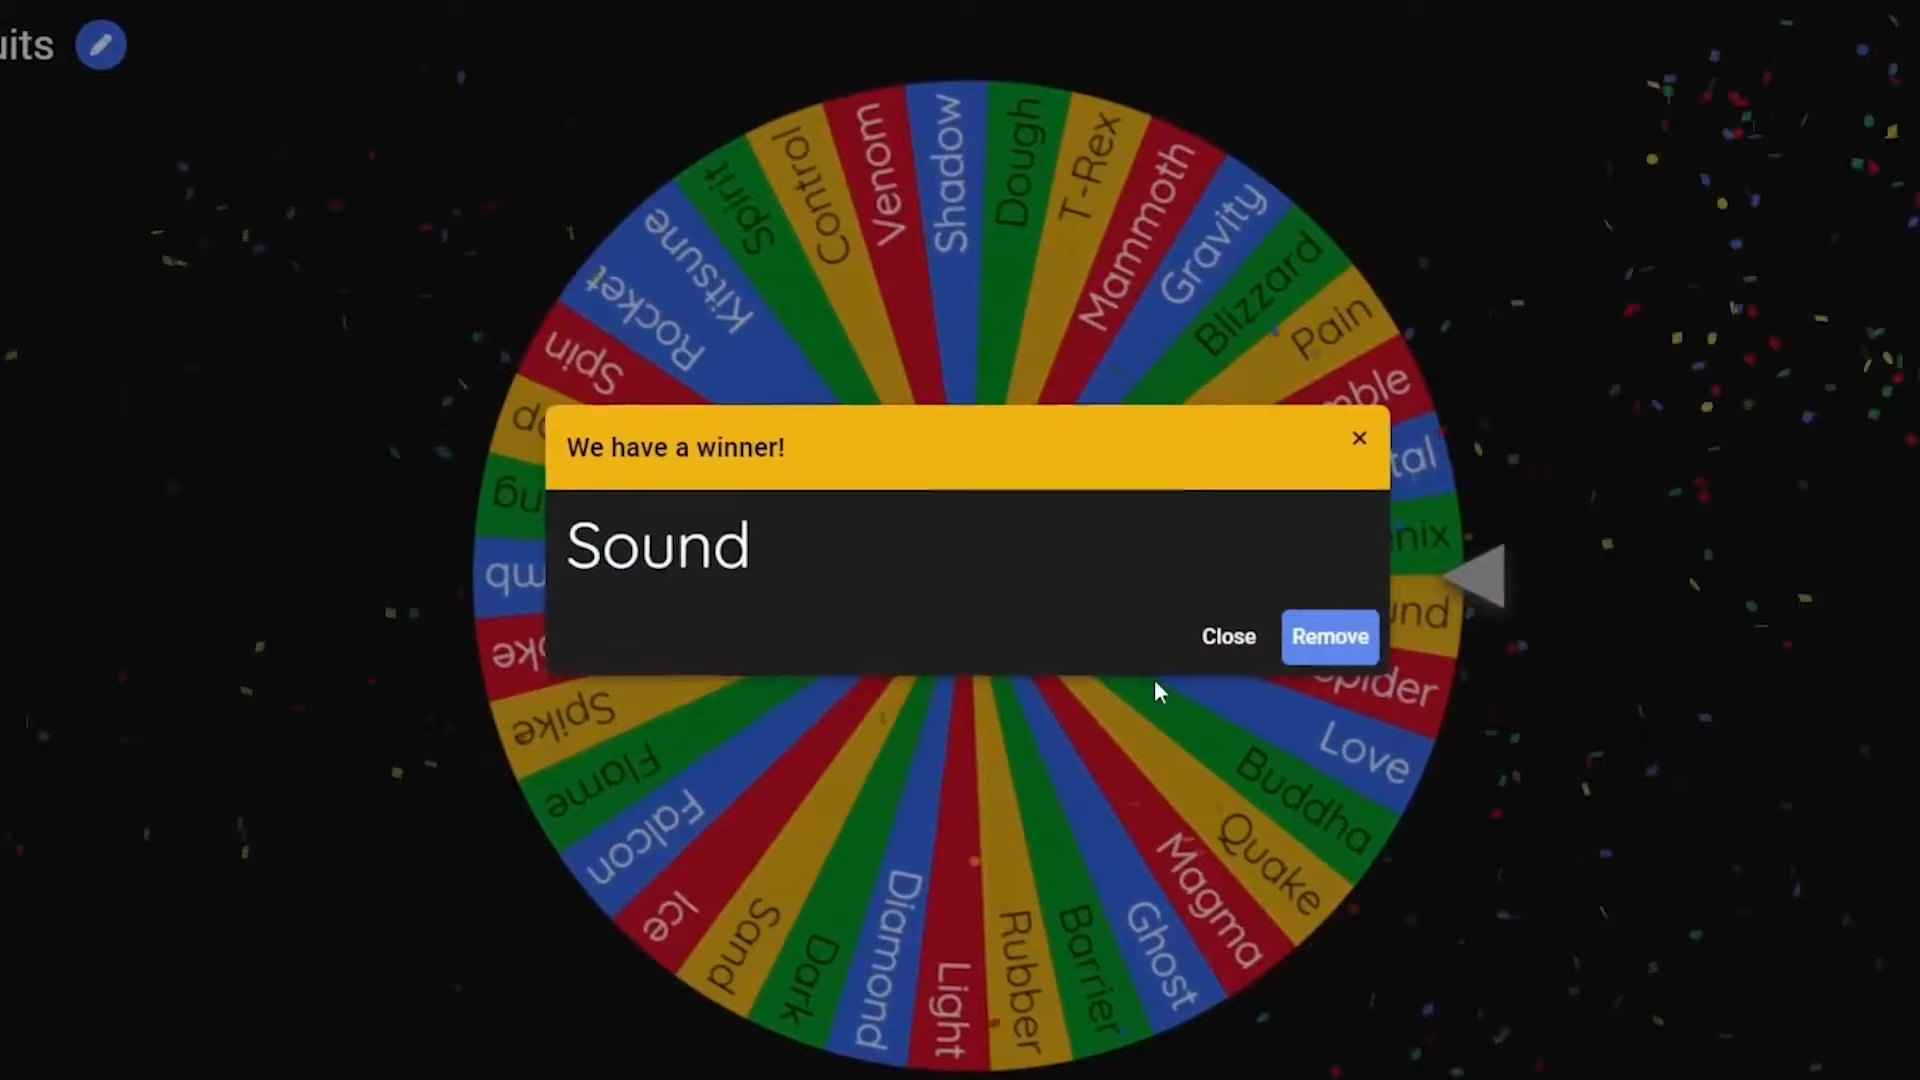 We have a winner!
Sound
Close
Remove
Shadow
Dough
T-Rex
Mammoth
Gravity
Blizzard
Pain
Love
Buddha
Quake
Magma
Ghost
Barrier
Rubber
Light
Diamond
Dark
Sand
Ice
Falcon
Flame
Spike
Spin
Rocket
Kitsune
Spirit
Control
Venom